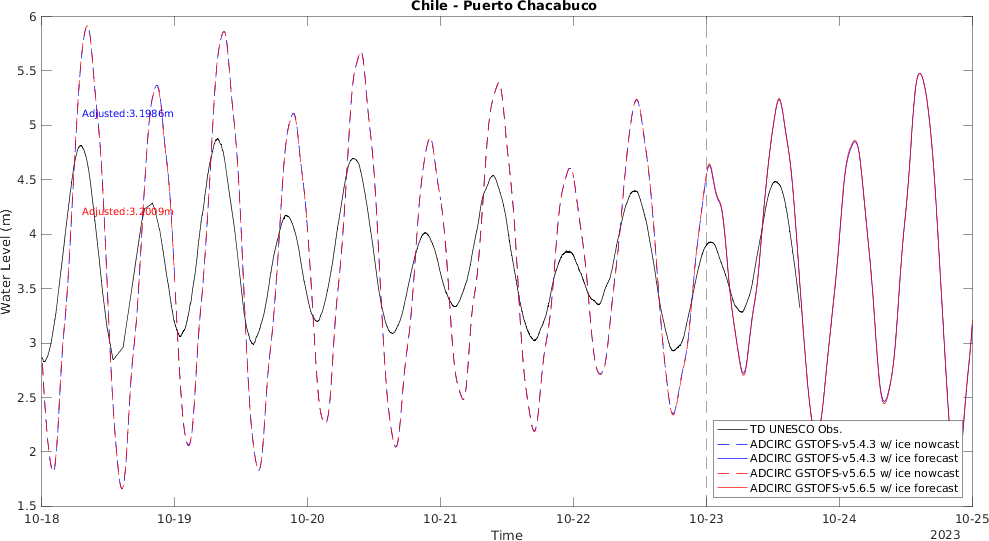 Chile - Puerto Chacabuco
6
5.5
5
4.5
4
3.5
3
2.5
2
1.5
Water Level (m)
Adjusted:3.1986m
Adjusted:3.2009m
TD UNESCO Obs.
ADCIRC GSTOFS-v5.4.3 w/ ice nowcast
ADCIRC GSTOFS-v5.4.3 w/ ice forecast
ADCIRC GSTOFS-v5.6.5 w/ ice nowcast
ADCIRC GSTOFS-v5.6.5 w/ ice forecast
10-18 10-19 10-20 10-21 10-22 10-23 10-24 10-25
Time
2023